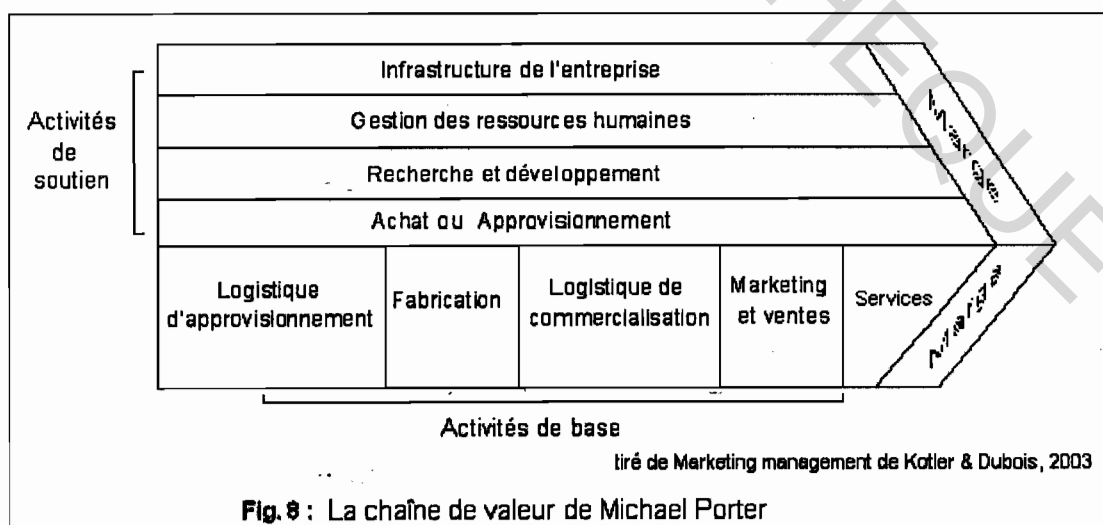 Infrastructure de l'entreprise
Gestion des ressources humaines
Recherche et développement
Achat ou Approvisionnement
Activités
de
soutien
Logistique
d'approvisionnement
Fabrication
Logistique de
commercialisation
Marketing
et ventes
Services
Marge
Marge
Activités de base
tiré de Marketing management de Kotler & Dubois, 2003
Fig. 8 : La chaîne de valeur de Michael Porter